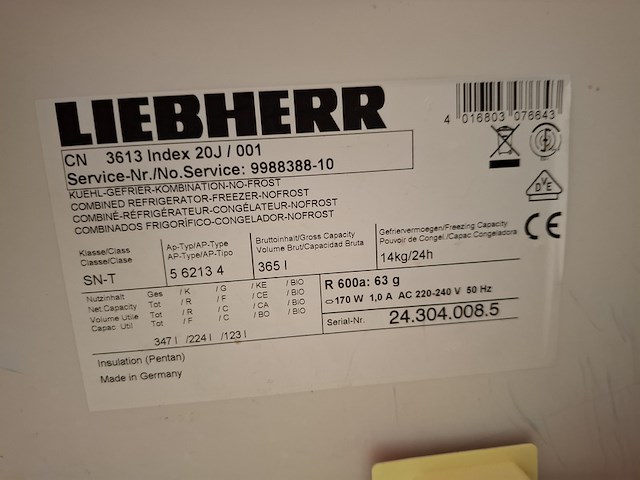 LIEBHERR
4 016803 076643
CN 3613 Index 20J / 001
Service-Nr./No.Service: 9988388-10
KUEHL-GEFRIER-KOMBINATION-NO-FROST
COMBINED REFRIGERATOR-FREEZER-NOFROST
COMBINÉ-RÉFRIGÉRATEUR-CONGÉLATEUR-NOFROST
COMBINADOS FRIGORÍFICO-CONGELADOR-NOFROST
DVE
CE
Klasse/Class
Classe/Clase
SN-T
Ap-Typ/AP-Type
AP-Type/AP-Tipo
5 6213 4
Bruttoinhalt/Gross Capacity
Volume Brut/Capacidad Bruta
365 l
Gefriervermoegen/Freezing Capacity
Pouvoir de Congel./Capac.Congeladora
14kg/24h
Nutzinhalt Ges / K / G / KE / BIO
Net.Capacity Tot / R / F / CE / BIO
Volume Utile Tot / R / C / CA / BIO
Capac. Util Tot / F / C / BO / BIO
347 l /224 l /123 l
R 600a: 63 g
170 W 1,0 A AC 220-240 V 50 Hz
Serial-Nr. 24.304.008.5
Insulation (Pentan)
Made in Germany